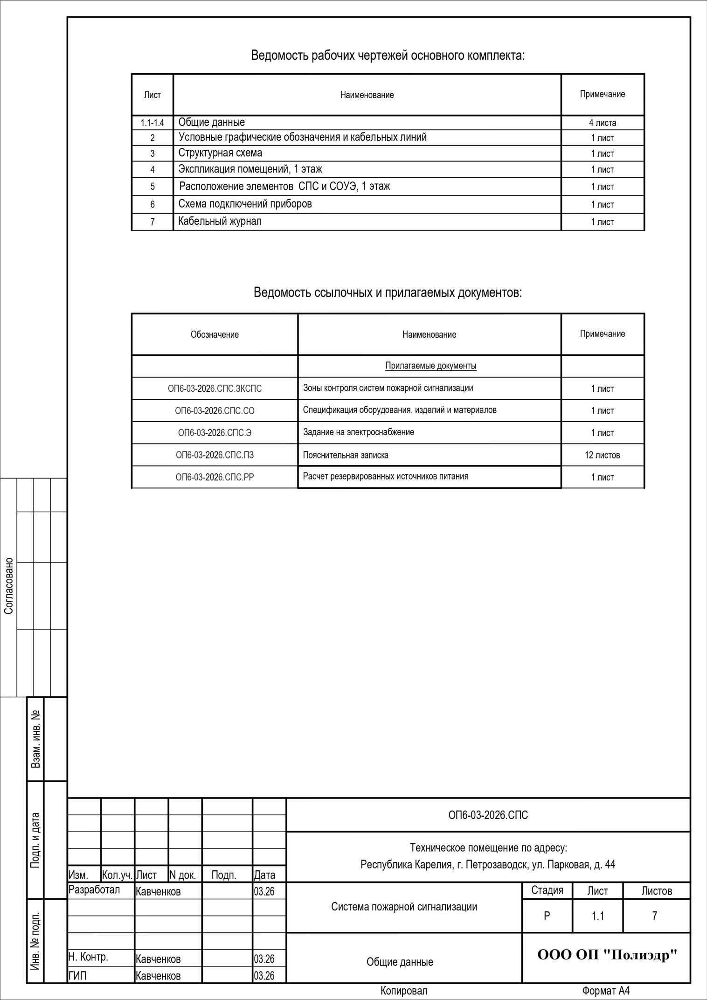 Ведомость рабочих чертежей основного комплекта:
Лист Наименование Примечание
1.1-1.4 Общие данные 4 листа
2 Условные графические обозначения и кабельных линий 1 лист
3 Структурная схема 1 лист
4 Экспликация помещений, 1 этаж 1 лист
5 Расположение элементов СПС и СОУЭ, 1 этаж 1 лист
6 Схема подключений приборов 1 лист
7 Кабельный журнал 1 лист
Ведомость ссылочных и прилагаемых документов:
Обозначение Наименование Примечание
Прилагаемые документы
ОП6-03-2026.СПС.ЗКСПС Зоны контроля систем пожарной сигнализации 1 лист
ОП6-03-2026.СПС.СО Спецификация оборудования, изделий и материалов 1 лист
ОП6-03-2026.СПС.Э Задание на электроснабжение 1 лист
ОП6-03-2026.СПС.ПЗ Пояснительная записка 12 листов
ОП6-03-2026.СПС.РР Расчет резервированных источников питания 1 лист
Согласовано
Взам. инв. №
Подп. и дата
Инв. № подп.
ОП6-03-2026.СПС
Техническое помещение по адресу:
Республика Карелия, г. Петрозаводск, ул. Парковая, д. 44
Изм. Кол.уч. Лист N док. Подп. Дата
Разработал Кавченков 03.26
Система пожарной сигнализации
Стадия Лист Листов
Р 1.1 7
Н. Контр. Кавченков 03.26
ГИП Кавченков 03.26
Общие данные
ООО ОП "Полиэдр"
Копировал Формат А4